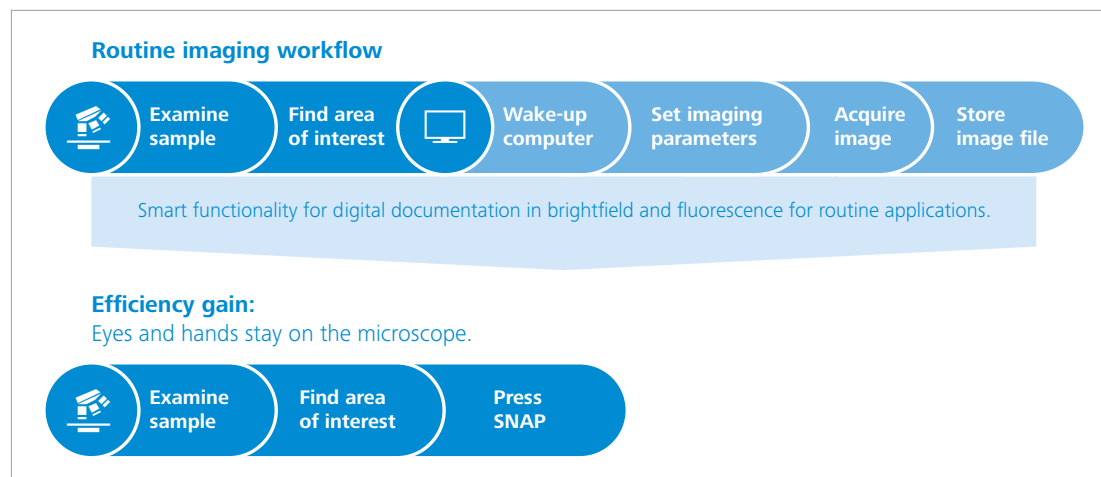 Routine imaging workflow
Examine
sample
Find area
of interest
Wake-up
computer
Set imaging
parameters
Acquire
image
Store
image file
Smart functionality for digital documentation in brightfield and fluorescence for routine applications.
Efficiency gain:
Eyes and hands stay on the microscope.
Examine
sample
Find area
of interest
Press
SNAP